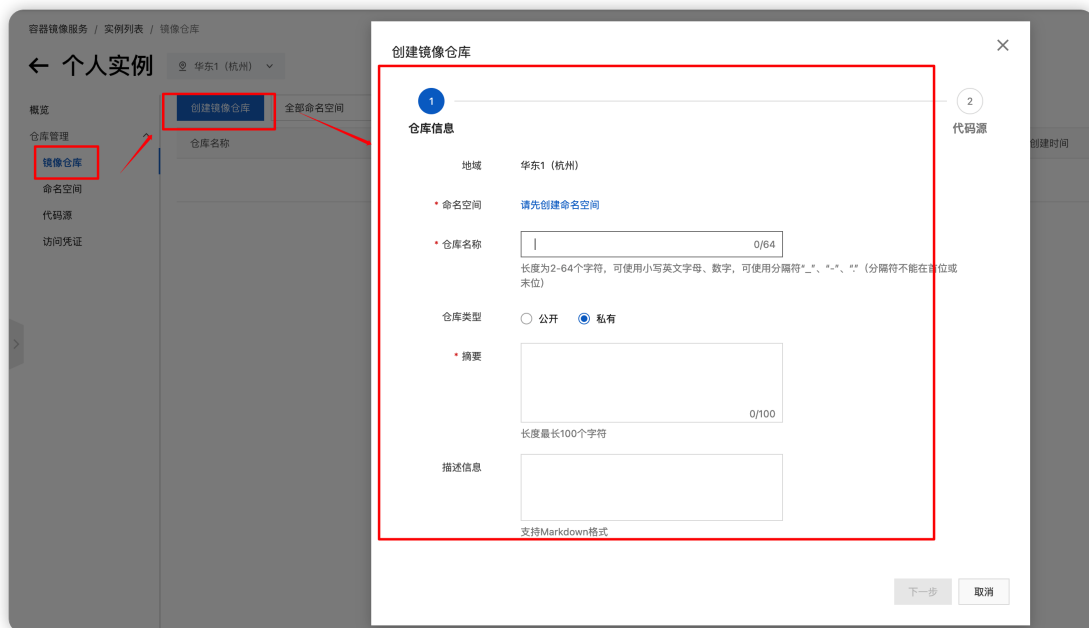 容器镜像服务 / 实例列表 / 镜像仓库
个人实例
华东1（杭州）
概览
仓库管理
镜像仓库
命名空间
代码源
访问凭证
创建镜像仓库
全部命名空间
仓库名称
创建时间
创建镜像仓库
1
2
仓库信息
代码源
地域
华东1（杭州）
* 命名空间
请先创建命名空间
* 仓库名称
0/64
长度为2-64个字符，可使用小写英文字母、数字，可使用分隔符“_”、“-”、“.”（分隔符不能在首位或
末位）
仓库类型
公开
私有
* 摘要
0/100
长度最长100个字符
描述信息
支持Markdown格式
下一步
取消